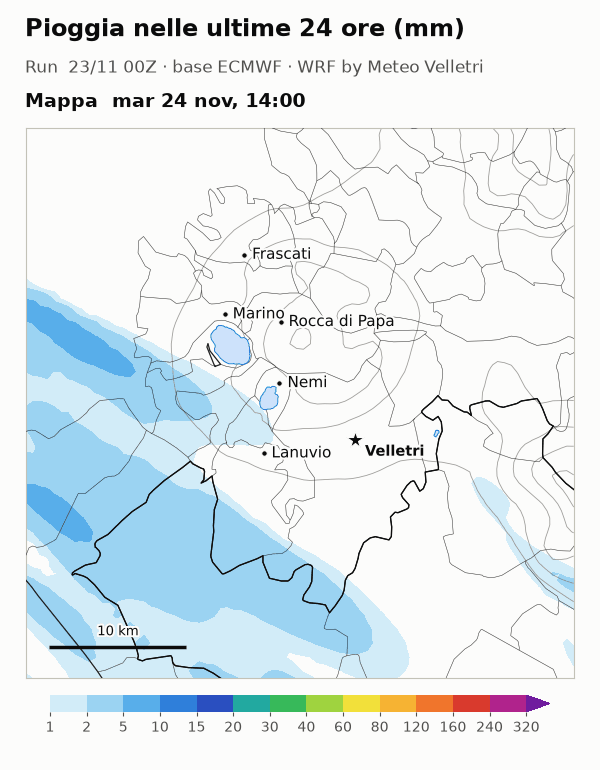 Pioggia nelle ultime 24 ore (mm)
Run  23/11 00Z · base ECMWF · WRF by Meteo Velletri
Mappa  mar 24 nov, 14:00
Frascati
Marino
Rocca di Papa
Nemi
Velletri
Lanuvio
10 km
1 2 5 10 15 20 30 40 60 80 120 160 240 320